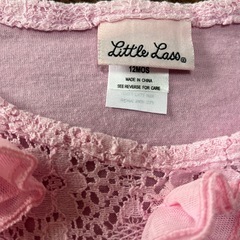 Little Lass®
12MOS
MADE IN CHINA
SEE REVERSE FOR CARE